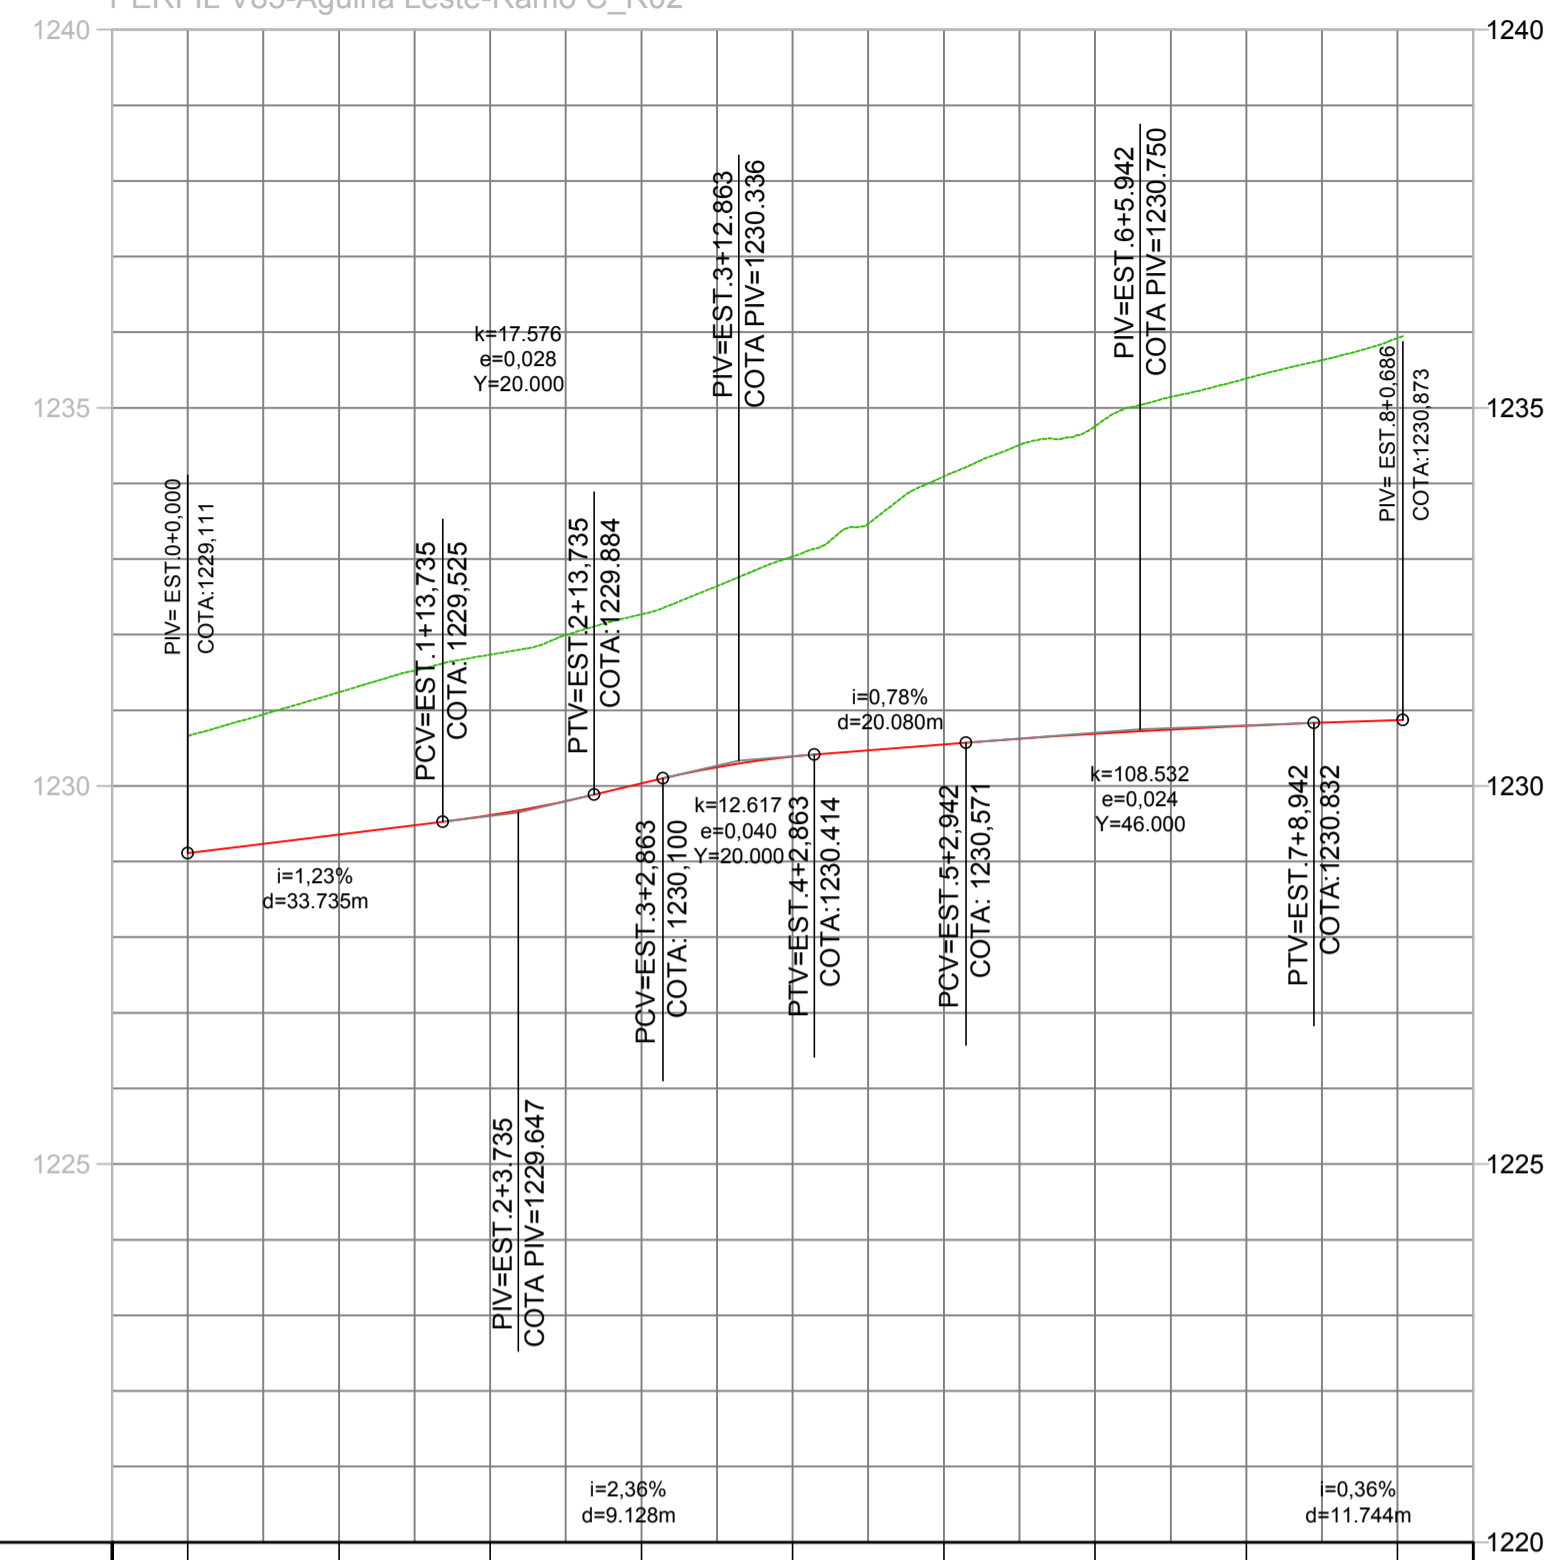 PERFIL V85-Agulha Leste-Ramo C_R02
1240
1240
PIV=EST.6+5.942
COTA PIV=1230.750
PIV=EST.3+12.863
COTA PIV=1230.336
k=17.576
e=0,028
Y=20.000
PIV= EST.8+0,686
COTA:1230,873
1235
1235
PIV= EST.0+0,000
COTA:1229,111
PCV=EST.1+13,735
COTA: 1229,525
PTV=EST.2+13,735
COTA:1229.884
i=0,78%
d=20.080m
1230
1230
k=108.532
e=0,024
Y=46.000
k=12.617
e=0,040
Y=20.000
i=1,23%
d=33.735m
PCV=EST.3+2,863
COTA: 1230,100
PTV=EST.4+2,863
COTA:1230.414
PCV=EST.5+2,942
COTA: 1230,571
PTV=EST.7+8,942
COTA:1230.832
PIV=EST.2+3.735
COTA PIV=1229.647
1225
1225
i=2,36%
d=9.128m
i=0,36%
d=11.744m
1220